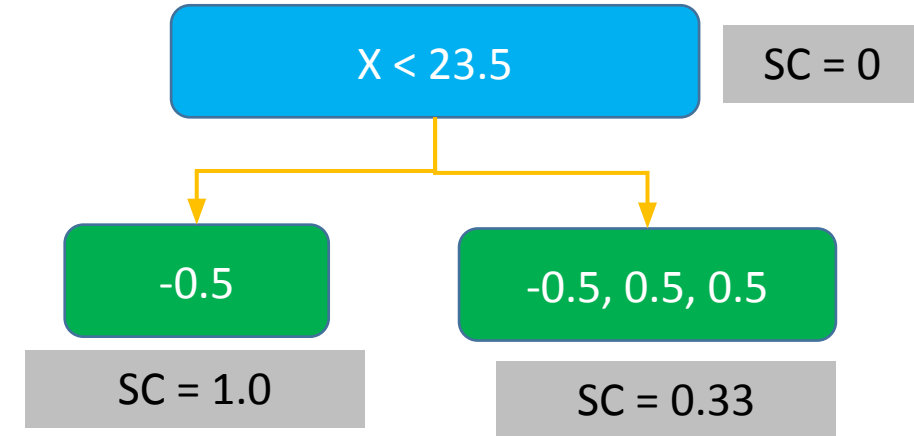 X < 23.5
SC = 0
-0.5
-0.5, 0.5, 0.5
SC = 1.0
SC = 0.33